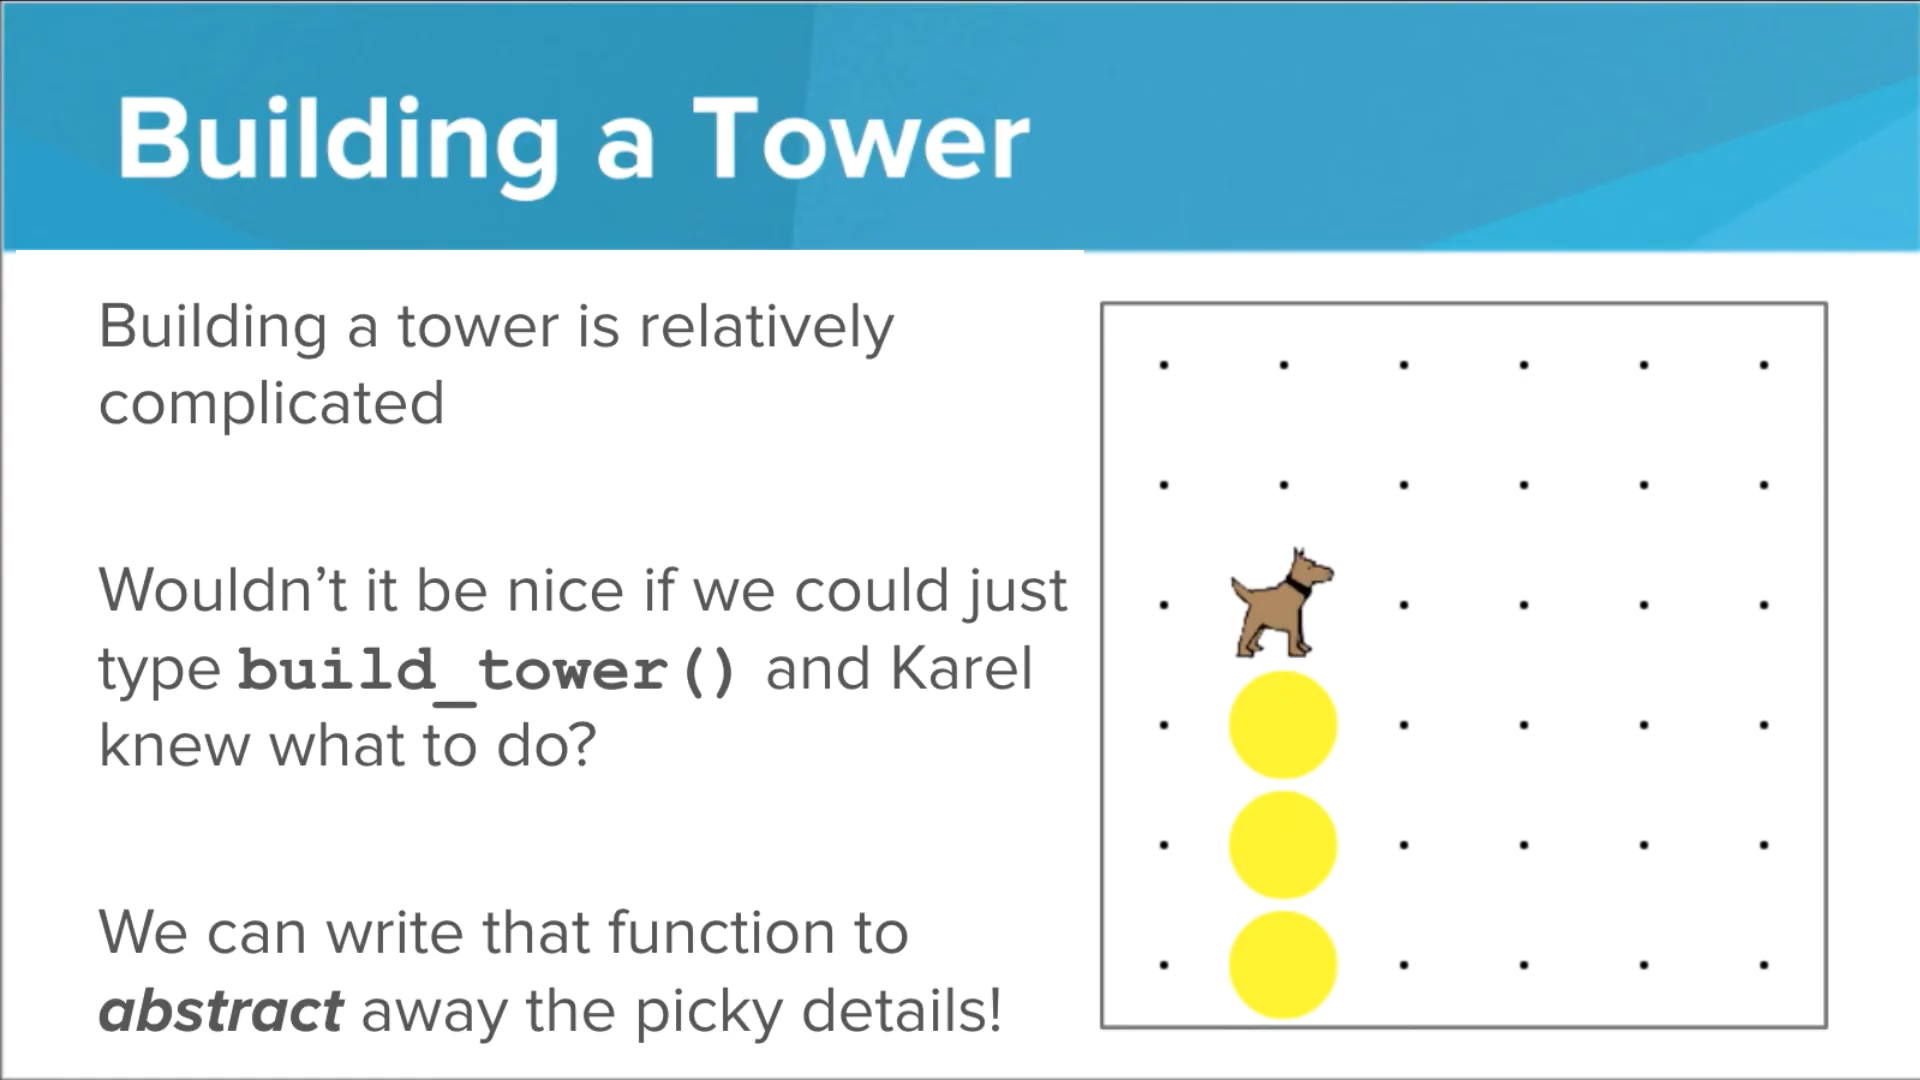 Building a Tower
Building a tower is relatively
complicated
Wouldn’t it be nice if we could just
type build_tower() and Karel
knew what to do?
We can write that function to
abstract away the picky details!